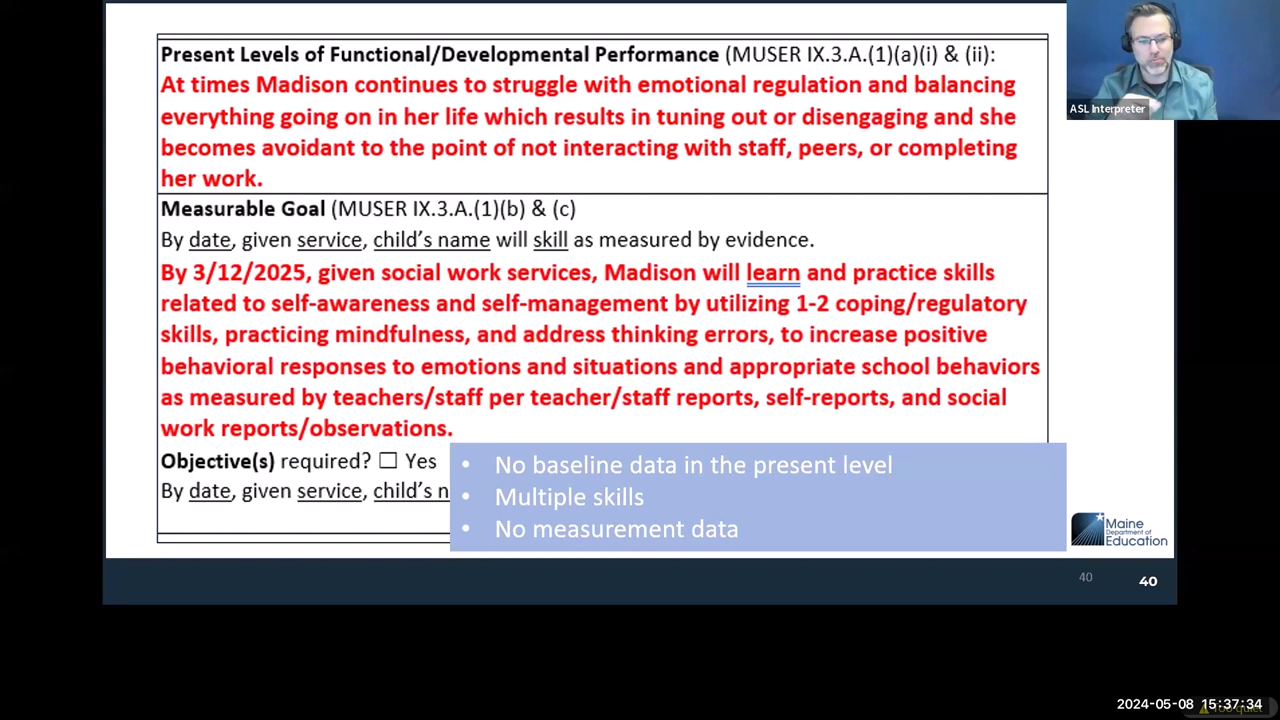 Present Levels of Functional/Developmental Performance (MUSER IX.3.A.(1)(a)(i) & (ii):
At times Madison continues to struggle with emotional regulation and balancing
everything going on in her life which results in tuning out or disengaging and she
becomes avoidant to the point of not interacting with staff, peers, or completing
her work.
Measurable Goal (MUSER IX.3.A.(1)(b) & (c)
By date, given service, child's name will skill as measured by evidence.
By 3/12/2025, given social work services, Madison will learn and practice skills
related to self-awareness and self-management by utilizing 1-2 coping/regulatory
skills, practicing mindfulness, and address thinking errors, to increase positive
behavioral responses to emotions and situations and appropriate school behaviors
as measured by teachers/staff per teacher/staff reports, self-reports, and social
work reports/observations.
Objective(s) required? ☐ Yes
By date, given service, child's n
• No baseline data in the present level
• Multiple skills
• No measurement data
ASL Interpreter
Maine
Department of
Education
40
40
2024-05-08 15:37:34